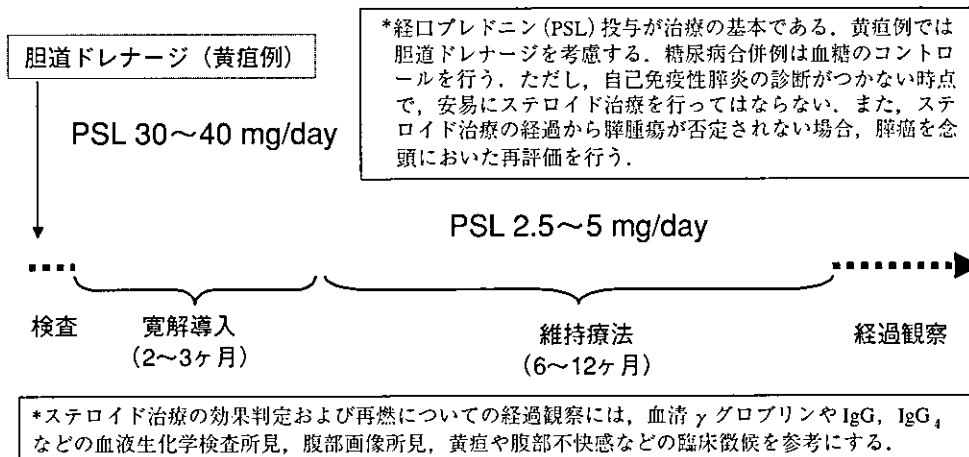 胆道ドレナージ（黄疸例）
*経口プレドニン(PSL)投与が治療の基本である．黄疸例では
胆道ドレナージを考慮する．糖尿病合併例は血糖のコントロ
ールを行う．ただし，自己免疫性膵炎の診断がつかない時点
で，安易にステロイド治療を行ってはならない．また，ステ
ロイド治療の経過から膵腫瘍が否定されない場合，膵癌を念
頭においた再評価を行う．
PSL 30〜40 mg/day
PSL 2.5〜5 mg/day
検査
寛解導入
（2〜3ヶ月）
維持療法
（6〜12ヶ月）
経過観察
*ステロイド治療の効果判定および再燃についての経過観察には，血清 γ グロブリンや IgG，IgG₄
などの血液生化学検査所見，腹部画像所見，黄疸や腹部不快感などの臨床徴候を参考にする．